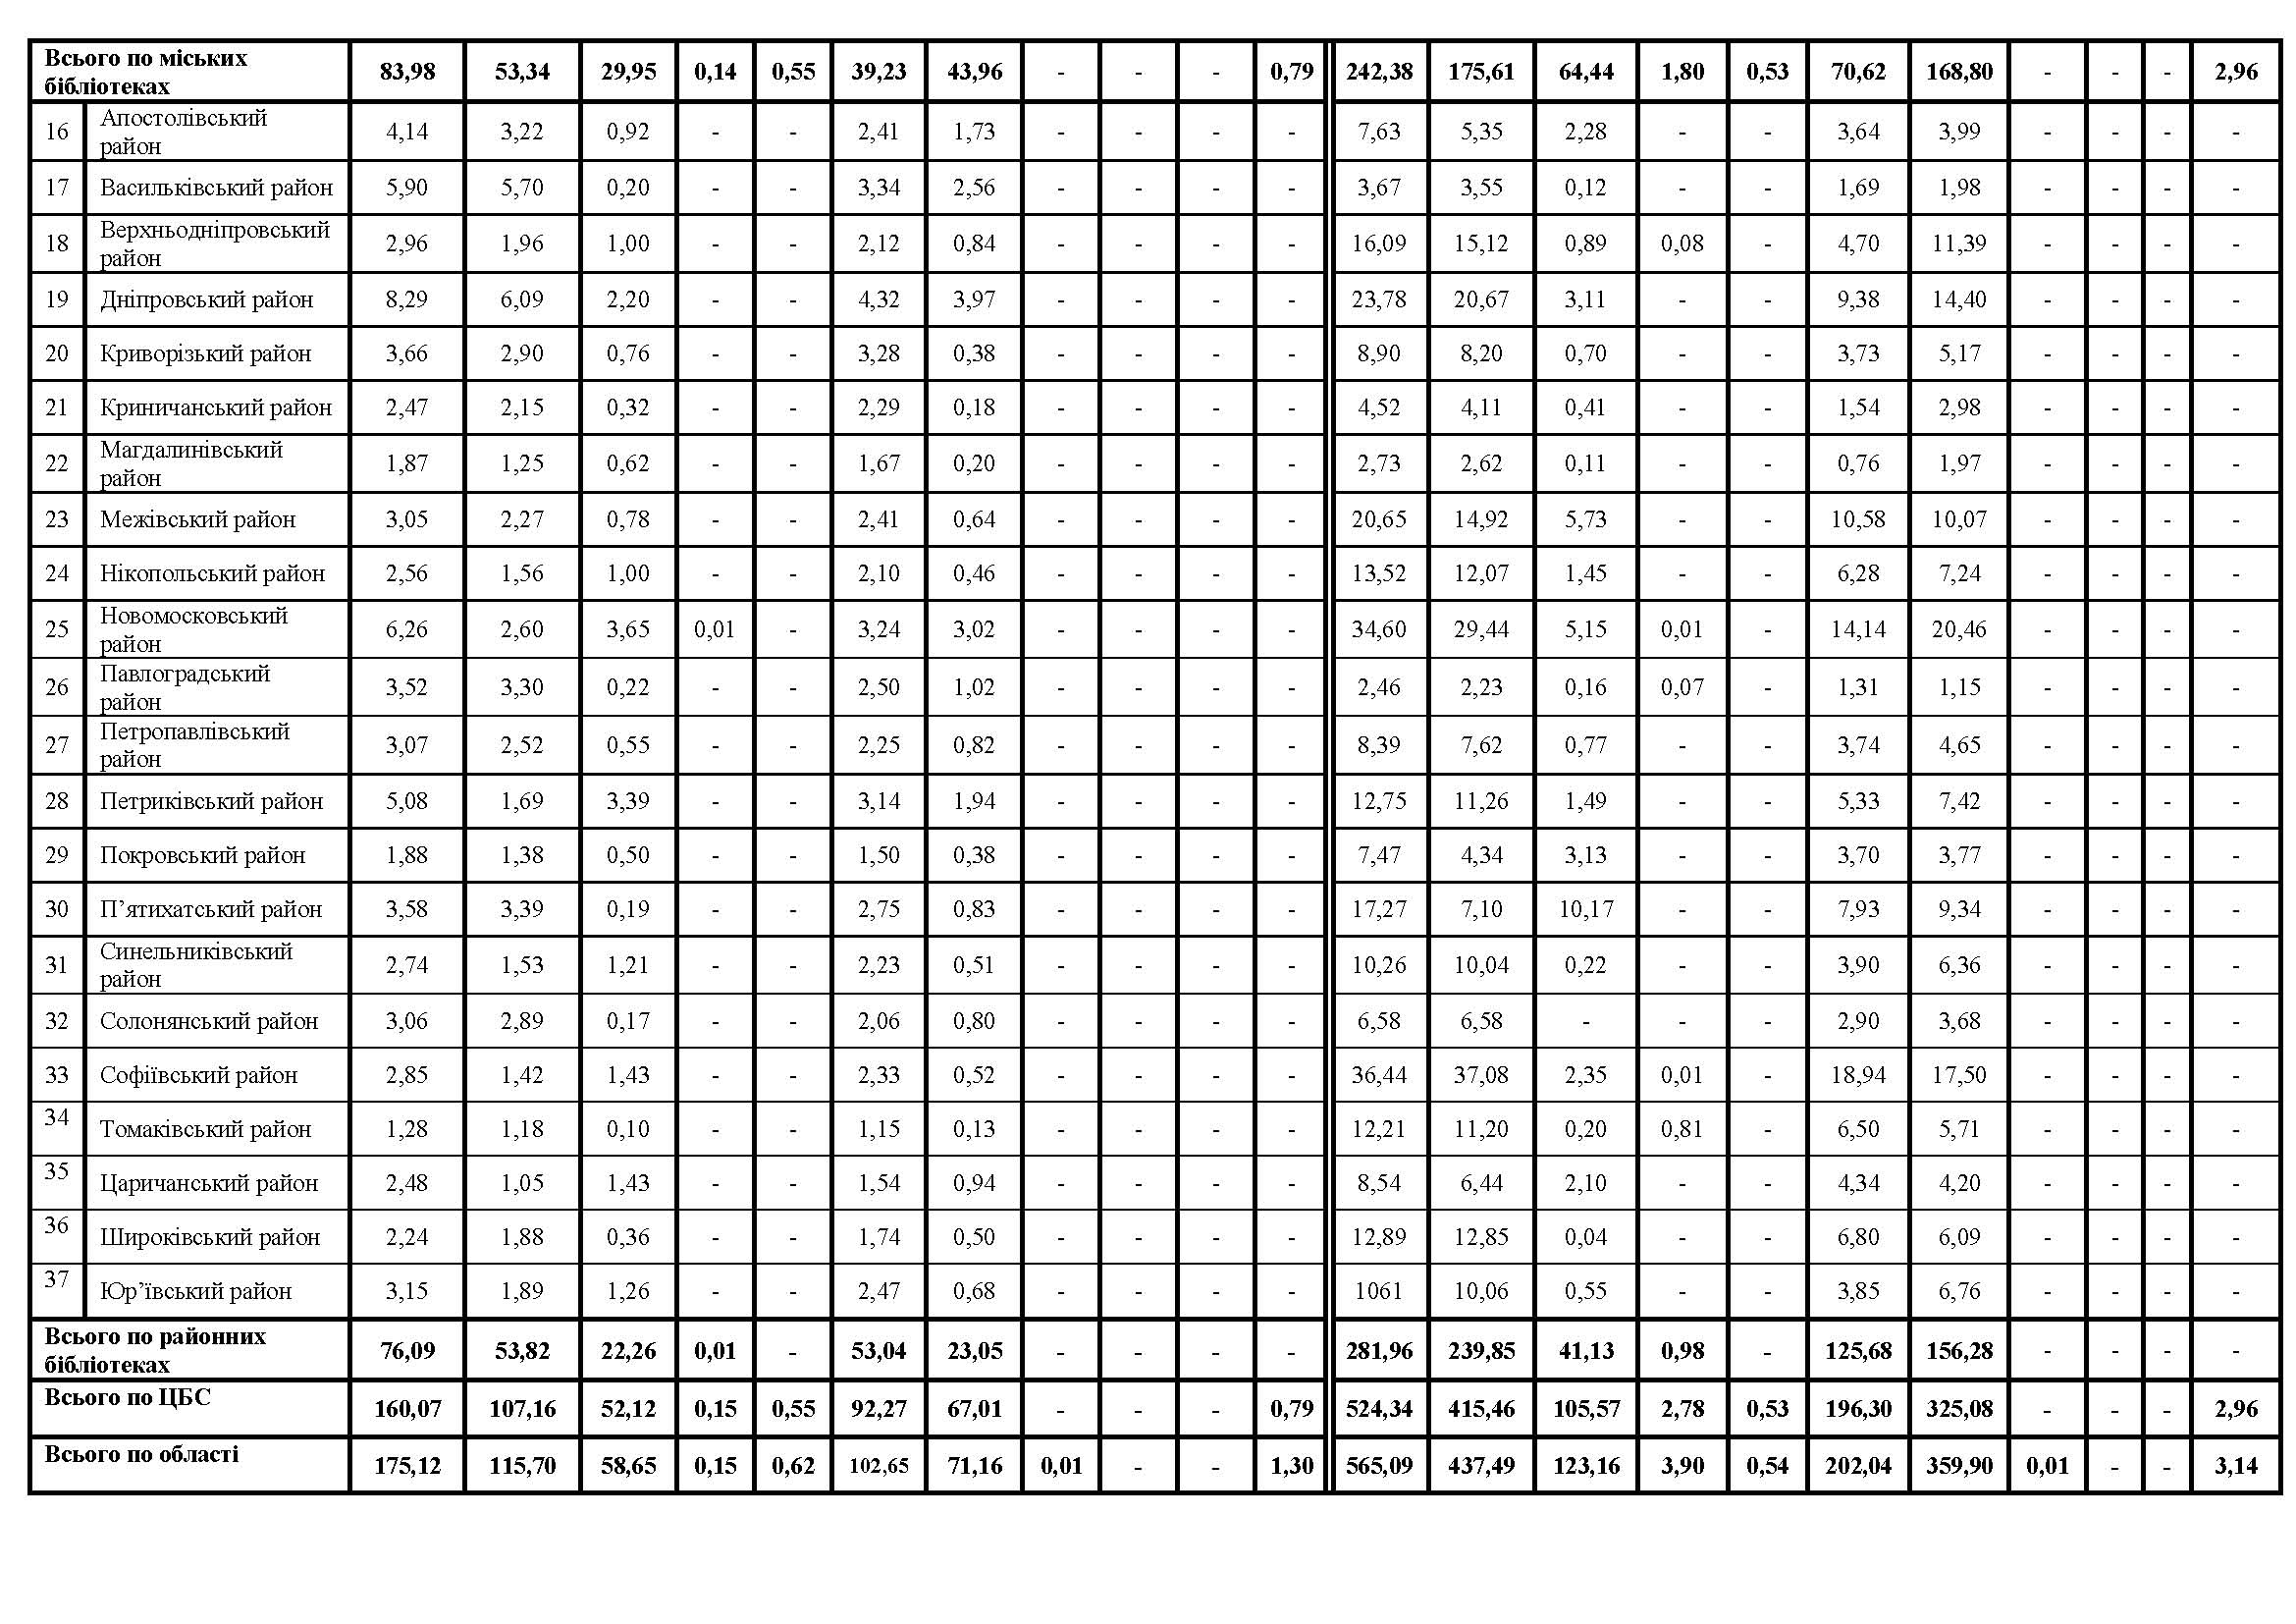 Всього по міських бібліотеках 83,98 53,34 29,95 0,14 0,55 39,23 43,96 - - - 0,79 242,38 175,61 64,44 1,80 0,53 70,62 168,80 - - - 2,96
16 Апостолівський район 4,14 3,22 0,92 - - 2,41 1,73 - - - - 7,63 5,35 2,28 - - 3,64 3,99 - - - -
17 Васильківський район 5,90 5,70 0,20 - - 3,34 2,56 - - - - 3,67 3,55 0,12 - - 1,69 1,98 - - - -
18 Верхньодніпровський район 2,96 1,96 1,00 - - 2,12 0,84 - - - - 16,09 15,12 0,89 0,08 - 4,70 11,39 - - - -
19 Дніпровський район 8,29 6,09 2,20 - - 4,32 3,97 - - - - 23,78 20,67 3,11 - - 9,38 14,40 - - - -
20 Криворізький район 3,66 2,90 0,76 - - 3,28 0,38 - - - - 8,90 8,20 0,70 - - 3,73 5,17 - - - -
21 Криничанський район 2,47 2,15 0,32 - - 2,29 0,18 - - - - 4,52 4,11 0,41 - - 1,54 2,98 - - - -
22 Магдалинівський район 1,87 1,25 0,62 - - 1,67 0,20 - - - - 2,73 2,62 0,11 - - 0,76 1,97 - - - -
23 Межівський район 3,05 2,27 0,78 - - 2,41 0,64 - - - - 20,65 14,92 5,73 - - 10,58 10,07 - - - -
24 Нікопольський район 2,56 1,56 1,00 - - 2,10 0,46 - - - - 13,52 12,07 1,45 - - 6,28 7,24 - - - -
25 Новомосковський район 6,26 2,60 3,65 0,01 - 3,24 3,02 - - - - 34,60 29,44 5,15 0,01 - 14,14 20,46 - - - -
26 Павлоградський район 3,52 3,30 0,22 - - 2,50 1,02 - - - - 2,46 2,23 0,16 0,07 - 1,31 1,15 - - - -
27 Петропавлівський район 3,07 2,52 0,55 - - 2,25 0,82 - - - - 8,39 7,62 0,77 - - 3,74 4,65 - - - -
28 Петриківський район 5,08 1,69 3,39 - - 3,14 1,94 - - - - 12,75 11,26 1,49 - - 5,33 7,42 - - - -
29 Покровський район 1,88 1,38 0,50 - - 1,50 0,38 - - - - 7,47 4,34 3,13 - - 3,70 3,77 - - - -
30 П’ятихатський район 3,58 3,39 0,19 - - 2,75 0,83 - - - - 17,27 7,10 10,17 - - 7,93 9,34 - - - -
31 Синельниківський район 2,74 1,53 1,21 - - 2,23 0,51 - - - - 10,26 10,04 0,22 - - 3,90 6,36 - - - -
32 Солонянський район 3,06 2,89 0,17 - - 2,06 0,80 - - - - 6,58 6,58 - - - 2,90 3,68 - - - -
33 Софіївський район 2,85 1,42 1,43 - - 2,33 0,52 - - - - 36,44 37,08 2,35 0,01 - 18,94 17,50 - - - -
34 Томаківський район 1,28 1,18 0,10 - - 1,15 0,13 - - - - 12,21 11,20 0,20 0,81 - 6,50 5,71 - - - -
35 Царичанський район 2,48 1,05 1,43 - - 1,54 0,94 - - - - 8,54 6,44 2,10 - - 4,34 4,20 - - - -
36 Широківський район 2,24 1,88 0,36 - - 1,74 0,50 - - - - 12,89 12,85 0,04 - - 6,80 6,09 - - - -
37 Юр’ївський район 3,15 1,89 1,26 - - 2,47 0,68 - - - - 1061 10,06 0,55 - - 3,85 6,76 - - - -
Всього по районних бібліотеках 76,09 53,82 22,26 0,01 - 53,04 23,05 - - - - 281,96 239,85 41,13 0,98 - 125,68 156,28 - - - -
Всього по ЦБС 160,07 107,16 52,12 0,15 0,55 92,27 67,01 - - - 0,79 524,34 415,46 105,57 2,78 0,53 196,30 325,08 - - - 2,96
Всього по області 175,12 115,70 58,65 0,15 0,62 102,65 71,16 0,01 - - 1,30 565,09 437,49 123,16 3,90 0,54 202,04 359,90 0,01 - - 3,14